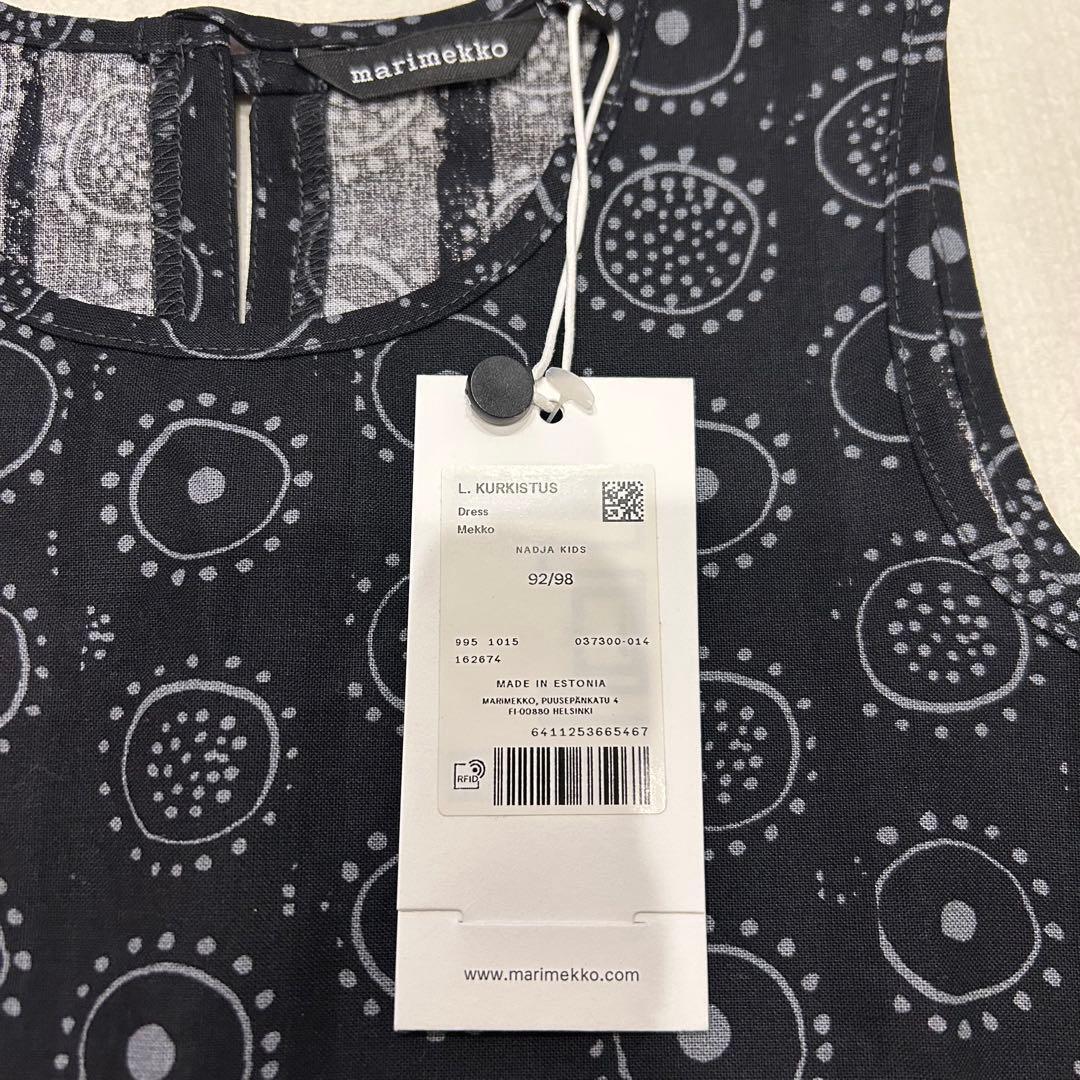 marimekko
L. KURKISTUS
Dress
Mekko
NADJA KIDS
92/98
995 1015 037300-014
162674
MADE IN ESTONIA
MARIMEKKO, PUUSEPÄNKATU 4
FI-00880 HELSINKI
6411253665467
RFID
www.marimekko.com